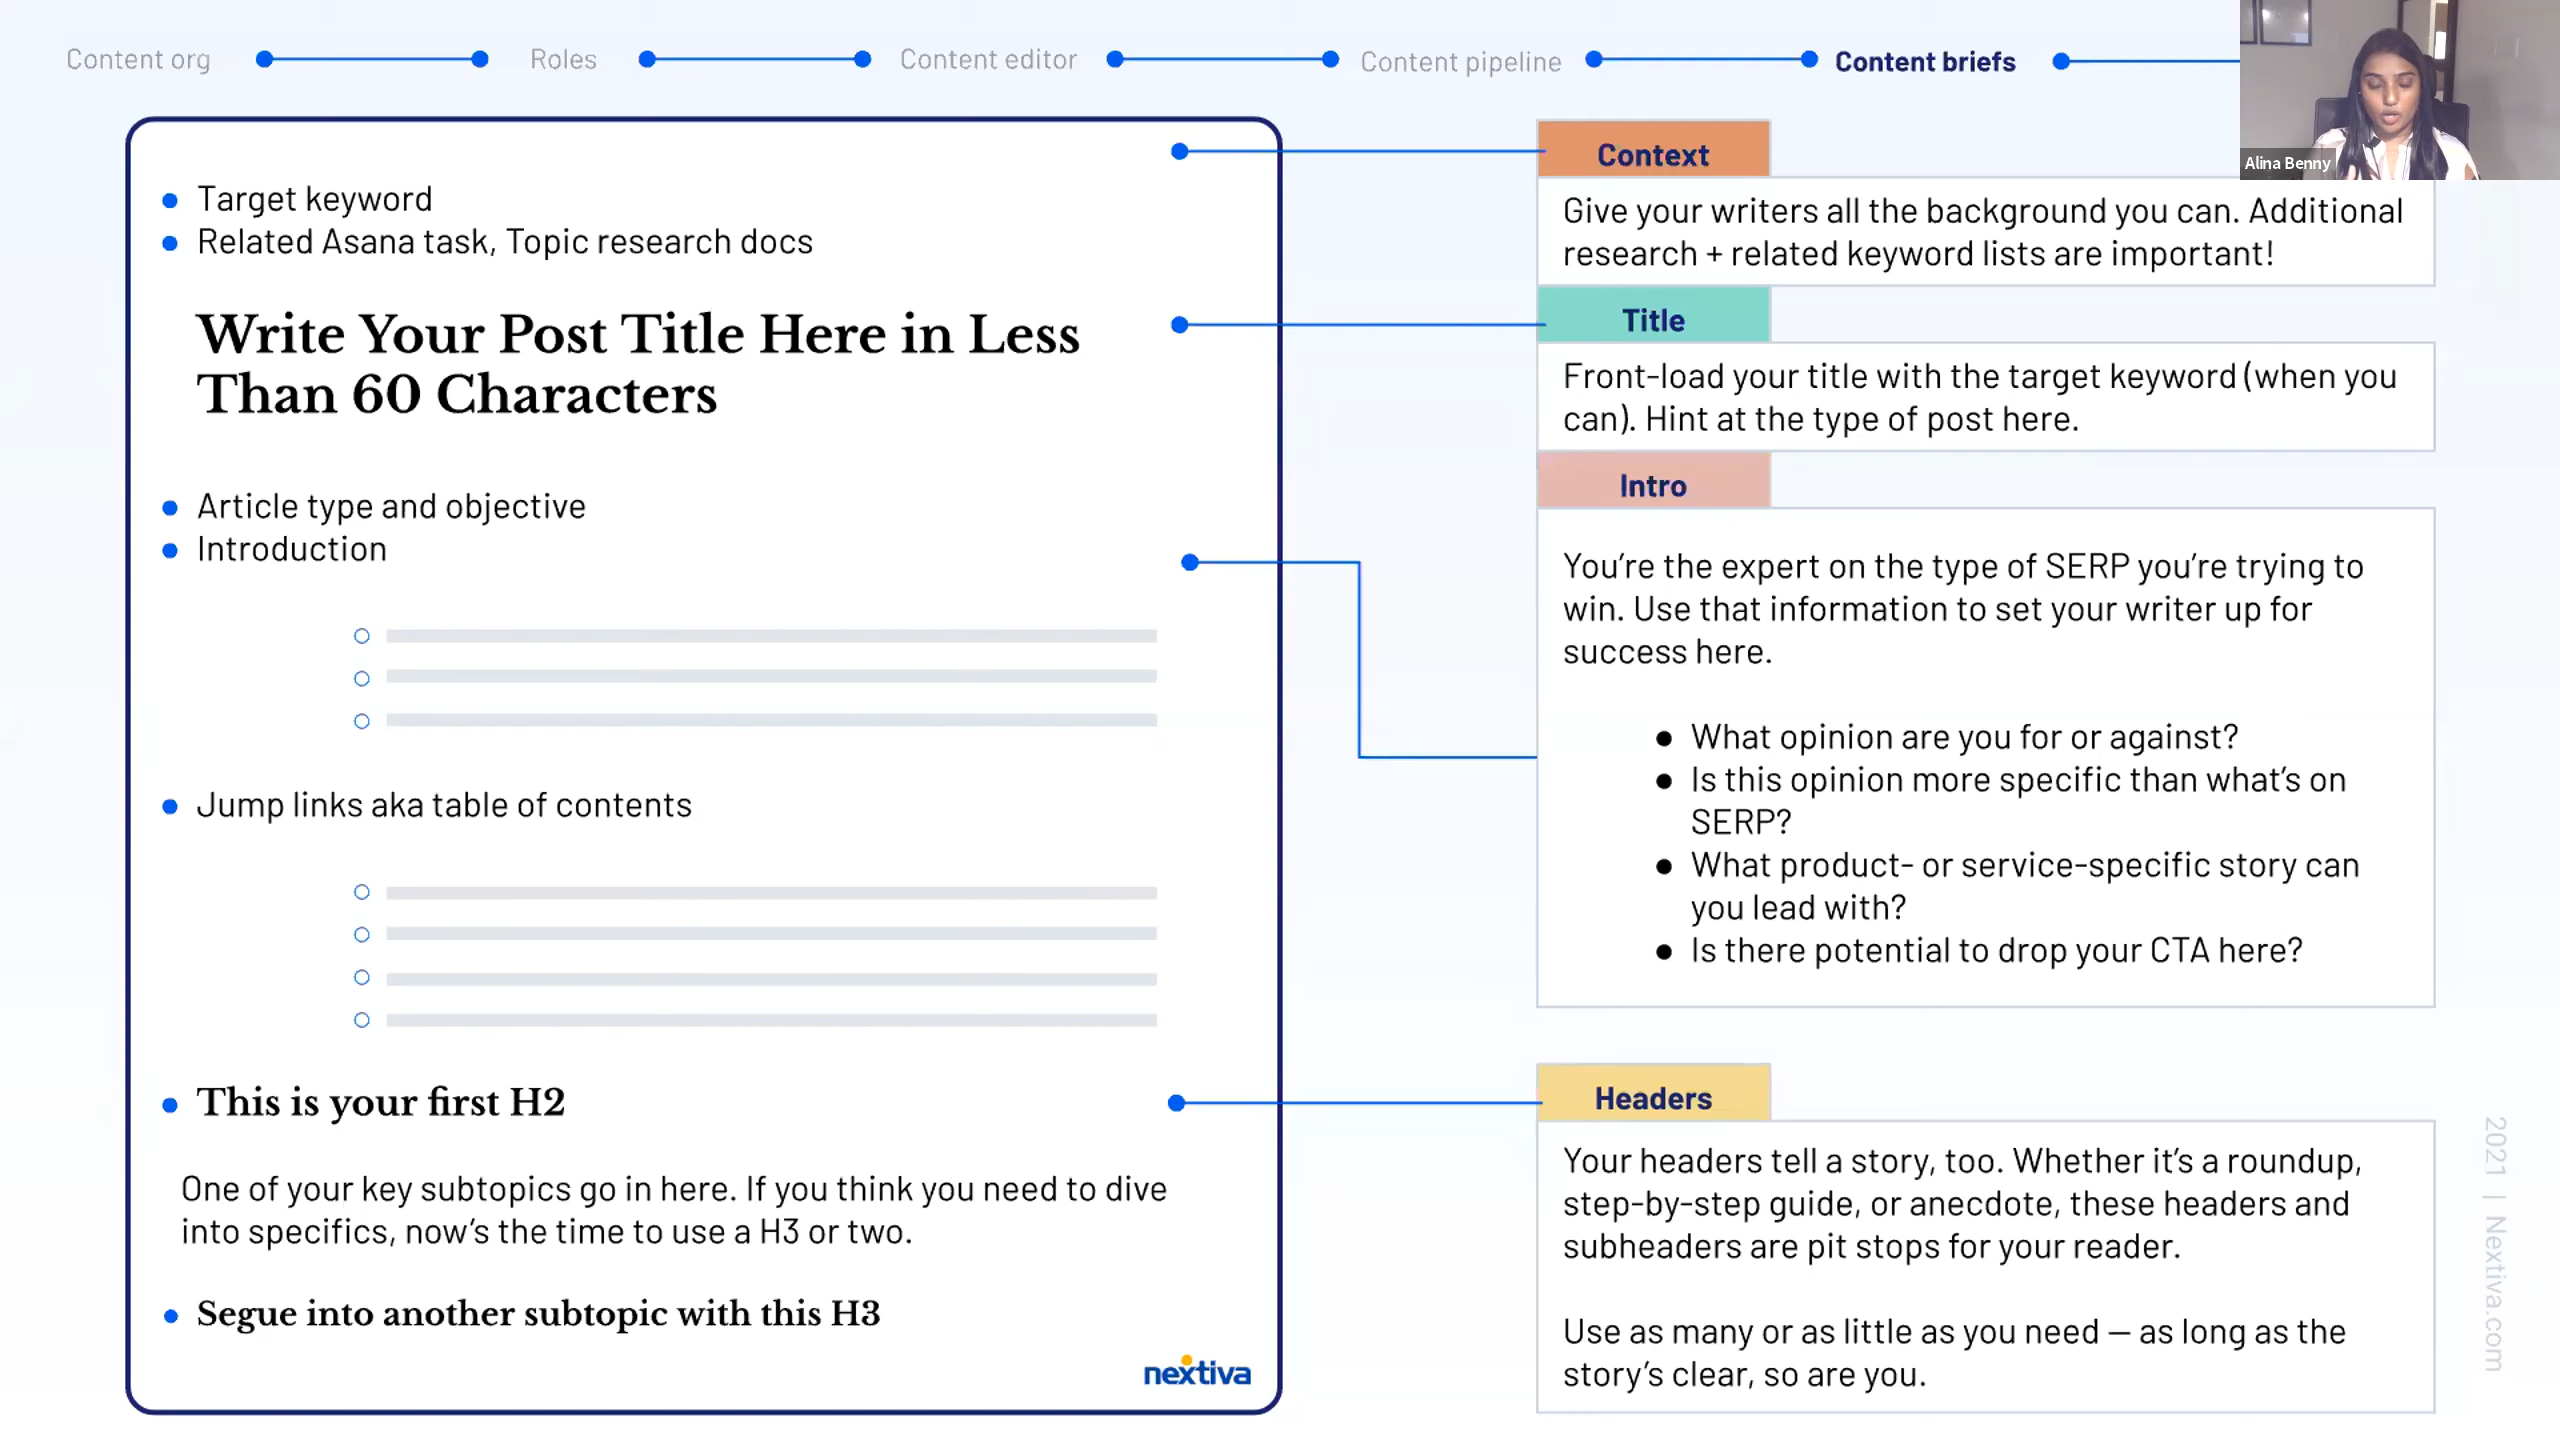 Content org
Roles
Content editor
Content pipeline
Content briefs
Alina Benny
Target keyword
Related Asana task, Topic research docs
Write Your Post Title Here in Less
Than 60 Characters
Article type and objective
Introduction
Jump links aka table of contents
This is your first H2
One of your key subtopics go in here. If you think you need to dive
into specifics, now's the time to use a H3 or two.
Segue into another subtopic with this H3
nextiva
Context
Give your writers all the background you can. Additional
research + related keyword lists are important!
Title
Front-load your title with the target keyword (when you
can). Hint at the type of post here.
Intro
You're the expert on the type of SERP you're trying to
win. Use that information to set your writer up for
success here.
What opinion are you for or against?
Is this opinion more specific than what's on
SERP?
What product- or service-specific story can
you lead with?
Is there potential to drop your CTA here?
Headers
Your headers tell a story, too. Whether it's a roundup,
step-by-step guide, or anecdote, these headers and
subheaders are pit stops for your reader.
Use as many or as little as you need — as long as the
story's clear, so are you.
2021 | Nextiva.com